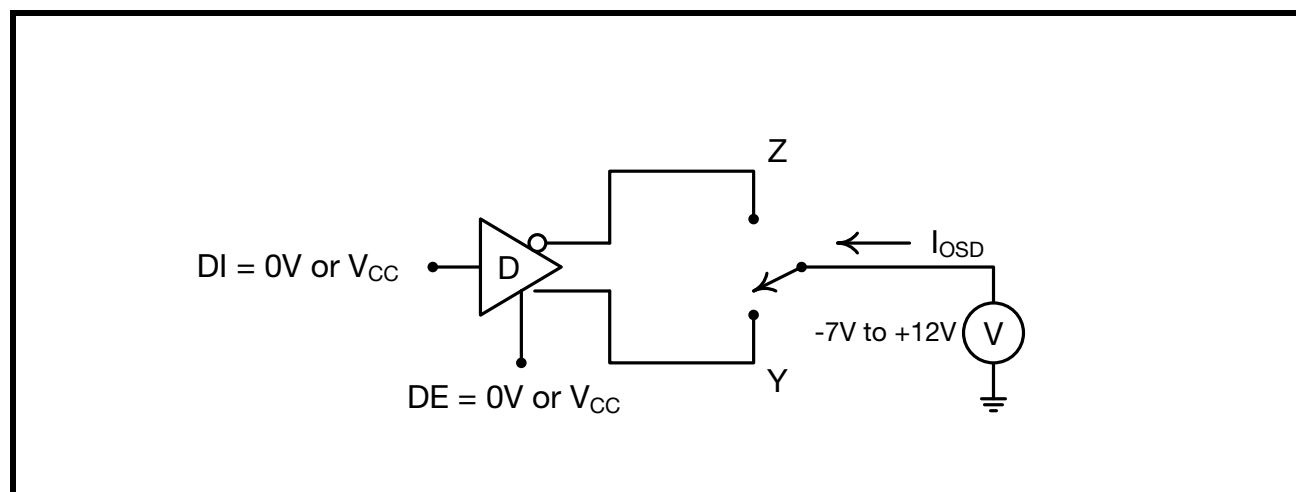 Z
I_OSD
DI = 0V or V_CC
D
-7V to +12V
V
Y
DE = 0V or V_CC